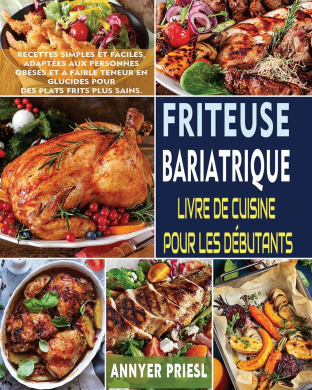 RECETTES SIMPLES ET FACILES,
ADAPTÉES AUX PERSONNES
OBÈSES ET À FAIBLE TENEUR EN
GLUCIDES POUR
DES PLATS FRITS PLUS SAINS.
FRITEUSE
BARIATRIQUE
LIVRE DE CUISINE
POUR LES DÉBUTANTS
ANNYER PRIESL